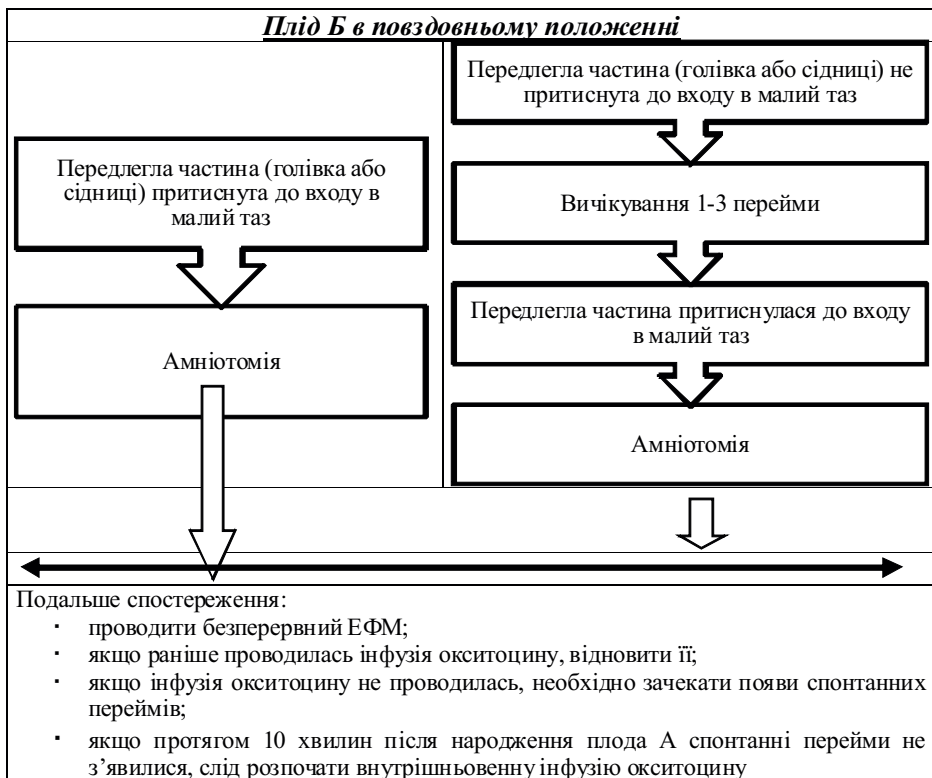 Плід Б в повздовньому положенні
Передлегла частина (голівка або
сідниці) притиснута до входу в
малий таз
Амніотомія
Передлегла частина (голівка або сідниці) не
притиснута до входу в малий таз
Вичікування 1-3 перейми
Передлегла частина притиснулася до входу
в малий таз
Амніотомія
Подальше спостереження:
▪ проводити безперервний ЕФМ;
▪ якщо раніше проводилась інфузія окситоцину, відновити її;
▪ якщо інфузія окситоцину не проводилась, необхідно зачекати появи спонтанних
переймів;
▪ якщо протягом 10 хвилин після народження плода А спонтанні перейми не
з’явилися, слід розпочати внутрішньовенну інфузію окситоцину